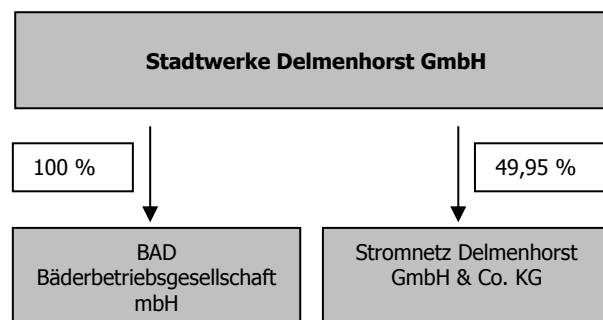 Stadtwerke Delmenhorst GmbH
100 %
49,95 %
BAD
Bäderbetriebsgesellschaft
mbH
Stromnetz Delmenhorst
GmbH & Co. KG